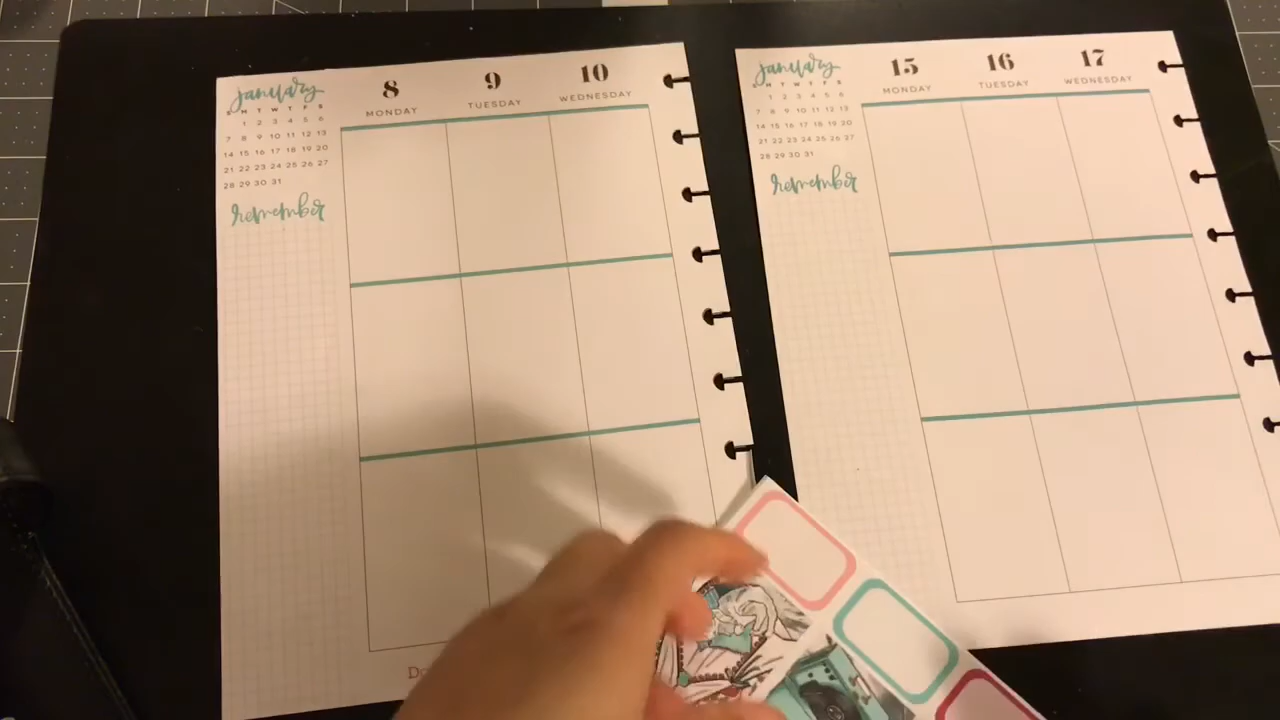 january
8 9 10
MONDAY TUESDAY WEDNESDAY
S M T W T F S
1 2 3 4 5 6
7 8 9 10 11 12 13
14 15 16 17 18 19 20
21 22 23 24 25 26 27
28 29 30 31
remember
january
15 16 17
MONDAY TUESDAY WEDNESDAY
S M T W T F S
1 2 3 4 5 6
7 8 9 10 11 12 13
14 15 16 17 18 19 20
21 22 23 24 25 26 27
28 29 30 31
remember